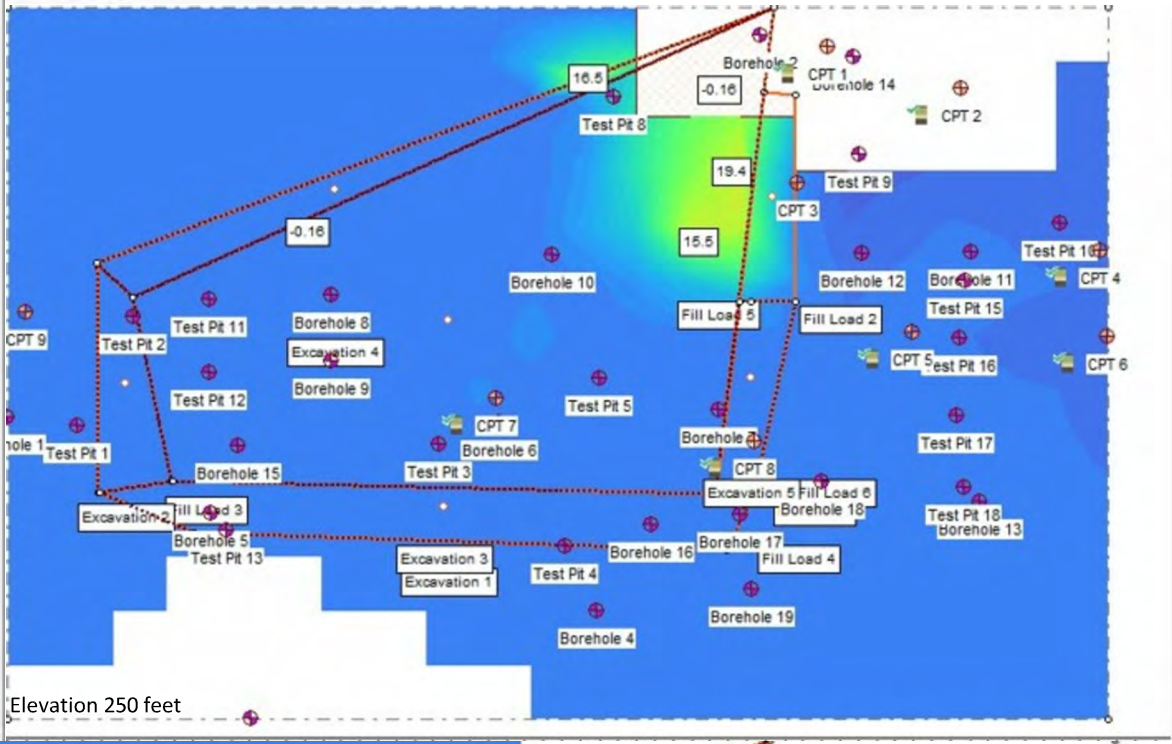 Borehole 2
CPT 1
Borehole 14
16.5
-0.16
CPT 2
Test Pit 8
19.4
Test Pit 9
CPT 3
-0.16
15.5
Test Pit 10
Borehole 10
Borehole 12
Borehole 11
CPT 4
Test Pit 15
Fill Load 5
Fill Load 2
Test Pit 11
Borehole 8
CPT 9
Test Pit 2
Excavation 4
CPT 5
Test Pit 16
CPT 6
Borehole 9
Test Pit 12
Test Pit 5
CPT 7
Borehole
hole 1
Test Pit 1
Borehole 6
Test Pit 17
Borehole 15
Test Pit 3
CPT 8
Excavation 5
Fill Load 6
Borehole 18
Excavation 2
Fill Load 3
Test Pit 18
Borehole 13
Borehole 5
Borehole 17
Borehole 16
Test Pit 13
Excavation 3
Fill Load 4
Test Pit 4
Excavation 1
Borehole 19
Borehole 4
Elevation 250 feet